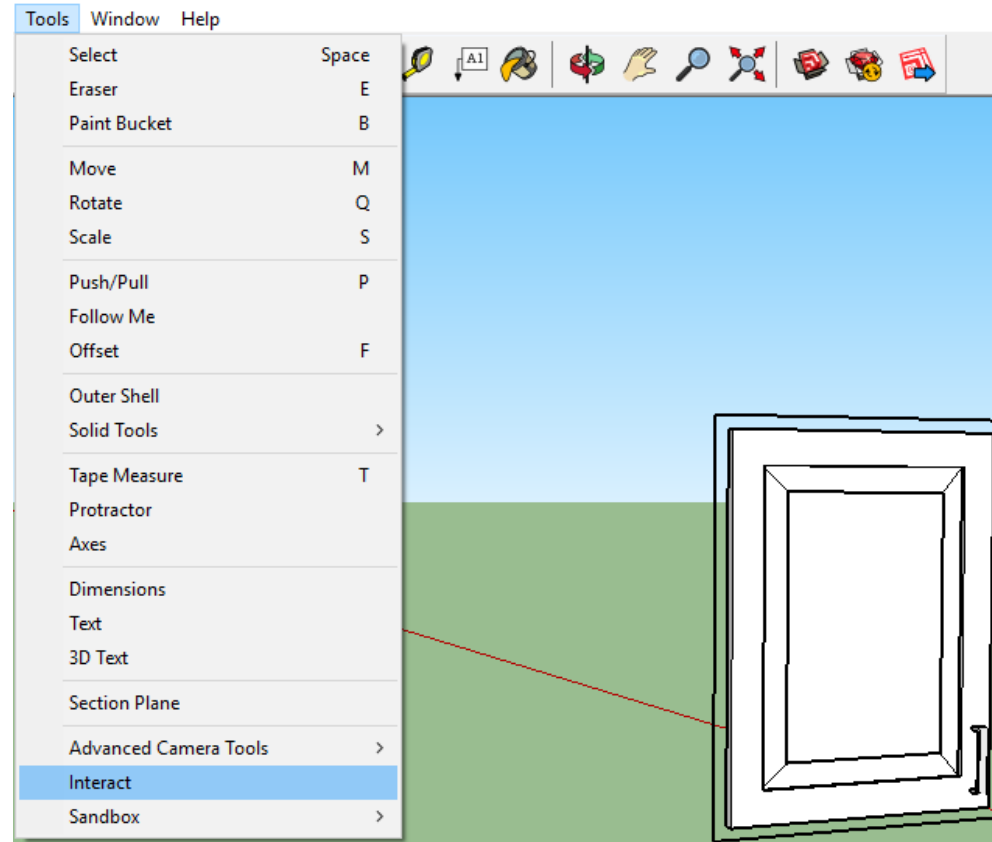 Tools Window Help
Select Space
Eraser E
Paint Bucket B
Move M
Rotate Q
Scale S
Push/Pull P
Follow Me
Offset F
Outer Shell
Solid Tools >
Tape Measure T
Protractor
Axes
Dimensions
Text
3D Text
Section Plane
Advanced Camera Tools >
Interact
Sandbox >
A1